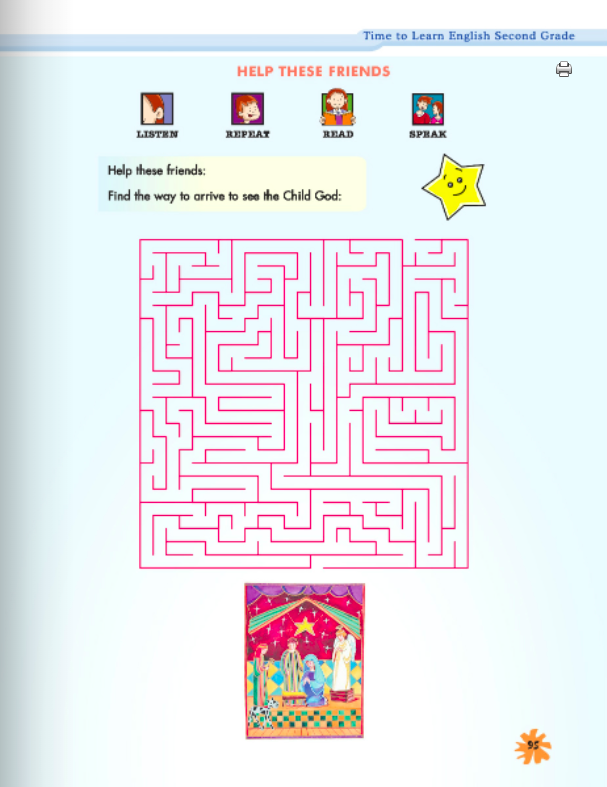 Time to Learn English Second Grade
HELP THESE FRIENDS
LISTEN REPEAT READ SPEAK
Help these friends:
Find the way to arrive to see the Child God:
95